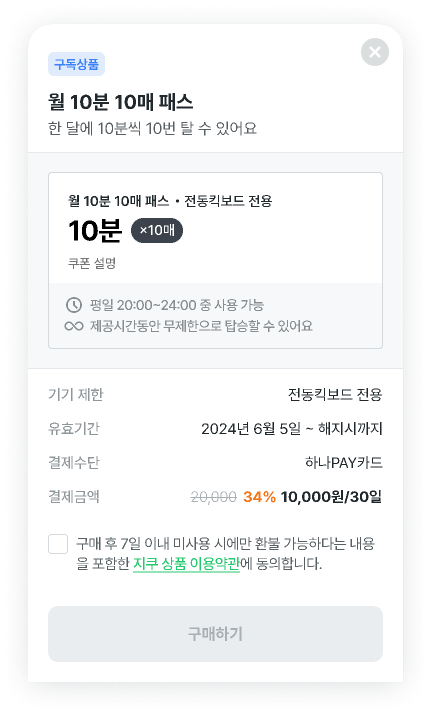 구독상품
월 10분 10매 패스
한 달에 10분씩 10번 탈 수 있어요
월 10분 10매 패스 • 전동킥보드 전용
10분 ×10매
쿠폰 설명
평일 20:00~24:00 중 사용 가능
제공시간동안 무제한으로 탑승할 수 있어요
기기 제한 전동킥보드 전용
유효기간 2024년 6월 5일 ~ 해지시까지
결제수단 하나PAY카드
결제금액 20,000 34% 10,000원/30일
구매 후 7일 이내 미사용 시에만 환불 가능하다는 내용
을 포함한 지쿠 상품 이용약관에 동의합니다.
구매하기